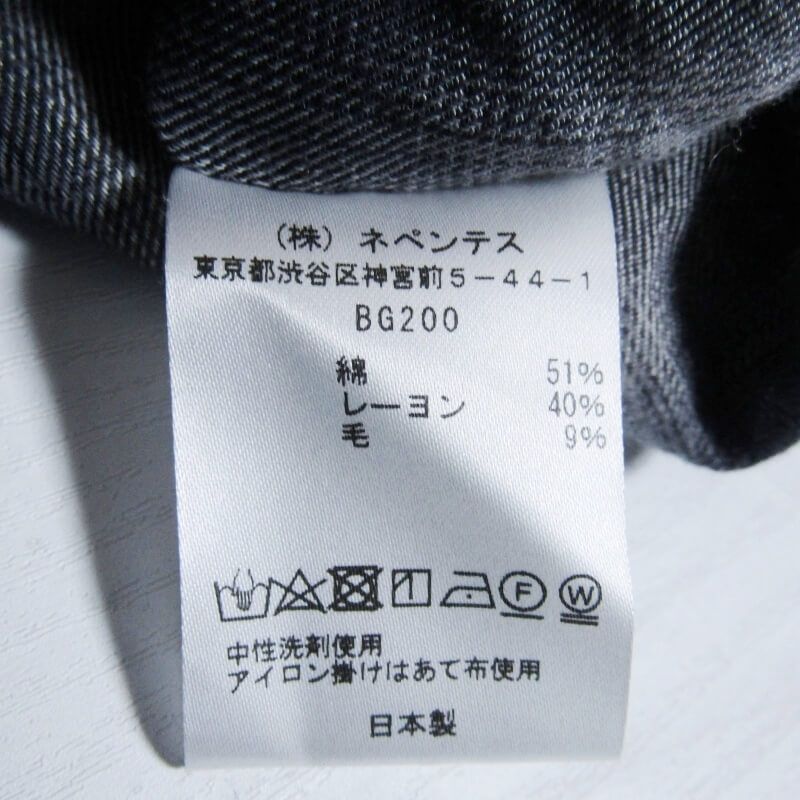 (株) ネペンテス
東京都渋谷区神宮前5-44-1
BG200
綿 51%
レーヨン 40%
毛 9%
F W
中性洗剤使用
アイロン掛けはあて布使用
日本製